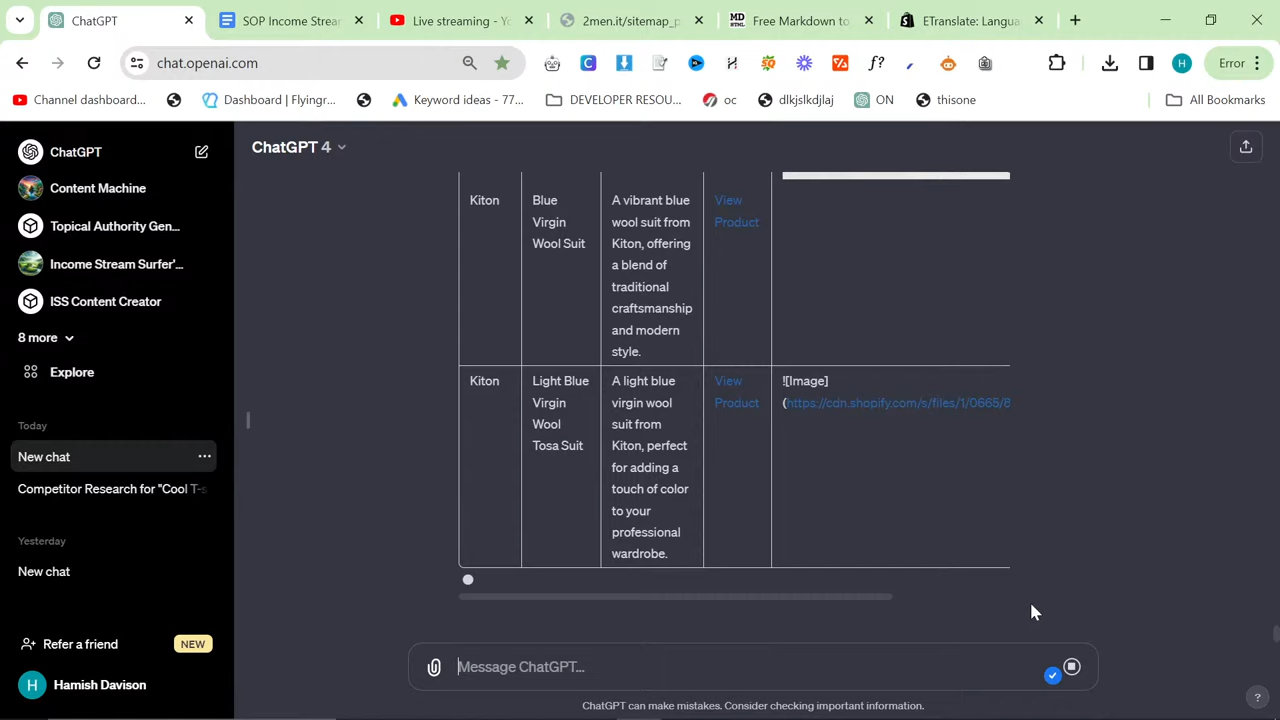 ChatGPT
SOP Income Stream
Live streaming - Yo
2men.it/sitemap_p
Free Markdown to
ETranslate: Langua
chat.openai.com
Error
Channel dashboard...
Dashboard | Flyingr...
Keyword ideas - 77...
DEVELOPER RESOU...
oc
dlkjslkdjlaj
ON
thisone
All Bookmarks
ChatGPT
Content Machine
Topical Authority Gen...
Income Stream Surfer'...
ISS Content Creator
8 more
Explore
Today
New chat
Competitor Research for "Cool T-s
Yesterday
New chat
Refer a friend
NEW
H
Hamish Davison
ChatGPT 4
Kiton
Blue
Virgin
Wool Suit
A vibrant blue
wool suit from
Kiton, offering
a blend of
traditional
craftsmanship
and modern
style.
View
Product
Kiton
Light Blue
Virgin
Wool
Tosa Suit
A light blue
virgin wool
suit from
Kiton, perfect
for adding a
touch of color
to your
professional
wardrobe.
View
Product
![Image]
(https://cdn.shopify.com/s/files/1/0665/8
Message ChatGPT...
ChatGPT can make mistakes. Consider checking important information.
?